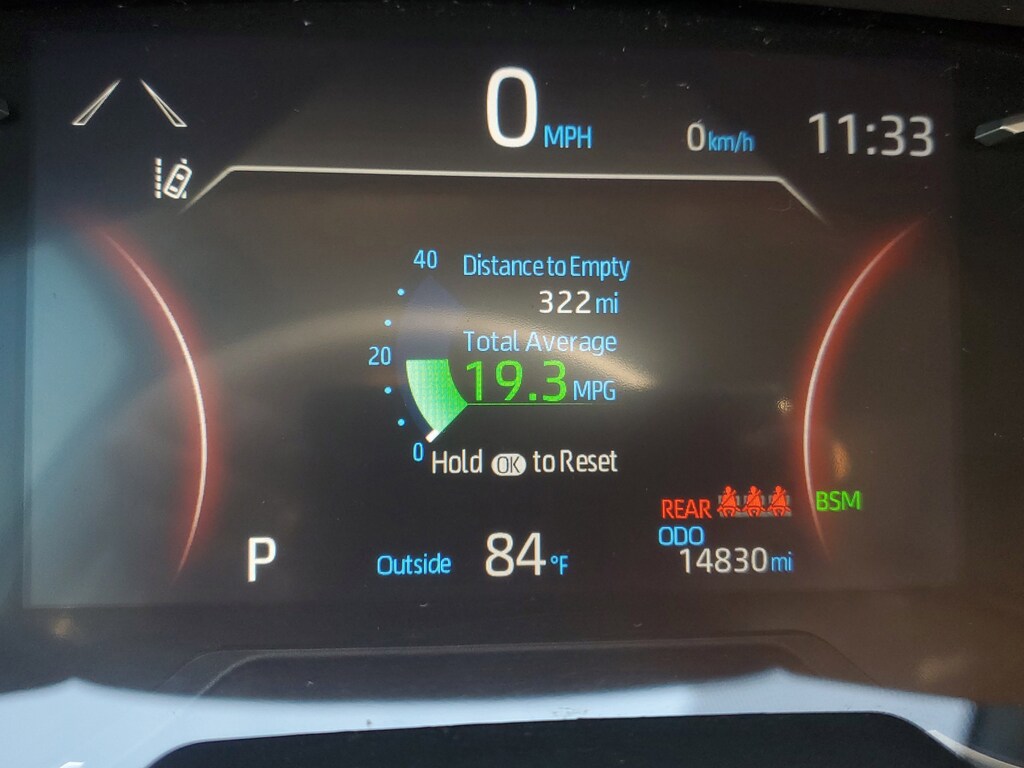 0 MPH
0 km/h
11:33
40
Distance to Empty
322 mi
Total Average
20
19.3 MPG
0
Hold OK to Reset
REAR
BSM
ODO
14830 mi
P
Outside 84 °F